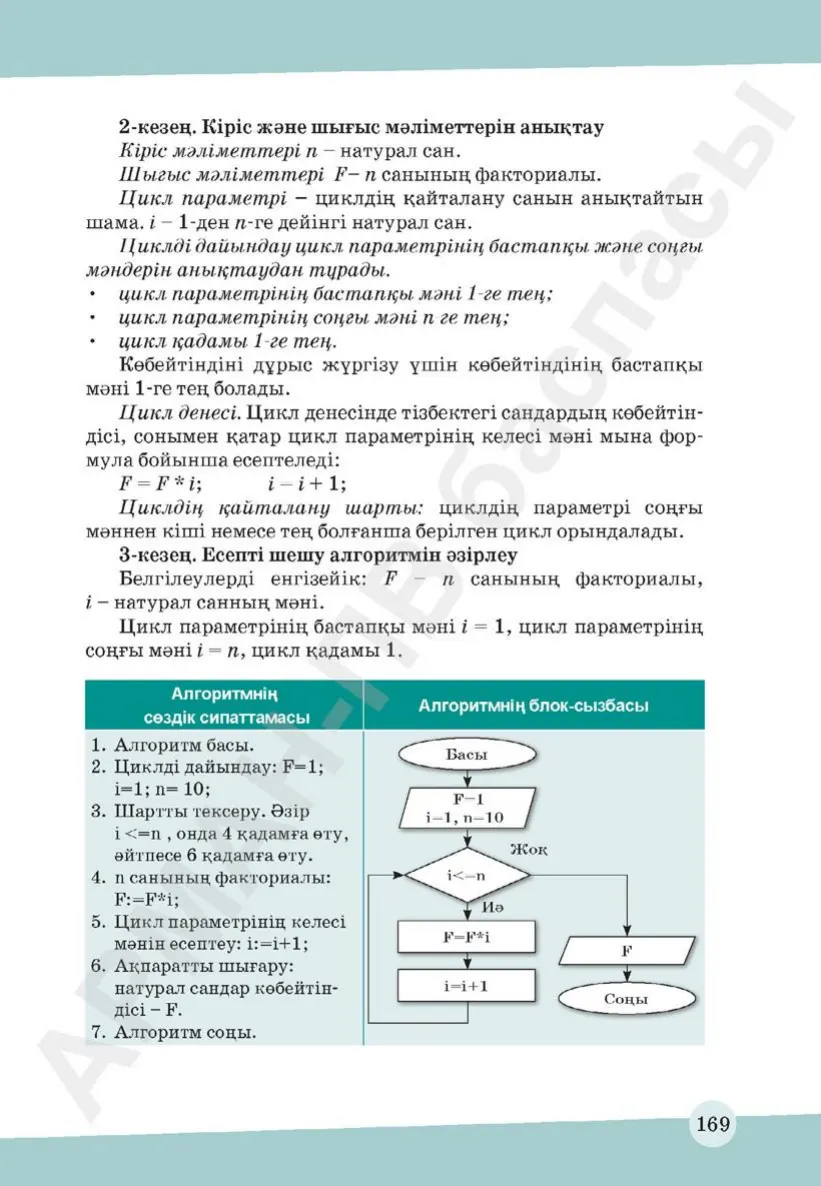 2-кезең. Кіріс және шығыс мәліметтерін анықтау
Кіріс мәліметтері n – натурал сан.
Шығыс мәліметтері F– n санының факториалы.
Цикл параметрі – циклдің қайталану санын анықтайтын
шама. i – 1-ден n-ге дейінгі натурал сан.
Циклді дайындау цикл параметрінің бастапқы және соңғы
мәндерін анықтаудан тұрады.
• цикл параметрінің бастапқы мәні 1-ге тең;
• цикл параметрінің соңғы мәні n ге тең;
• цикл қадамы 1-ге тең.
Көбейтіндіні дұрыс жүргізу үшін көбейтіндінің бастапқы
мәні 1-ге тең болады.
Цикл денесі. Цикл денесінде тізбектегі сандардың көбейтін-
дісі, сонымен қатар цикл параметрінің келесі мәні мына фор-
мула бойынша есептеледі:
F = F * i; i = i + 1;
Циклдің қайталану шарты: циклдің параметрі соңғы
мәннен кіші немесе тең болғанша берілген цикл орындалады.
3-кезең. Есепті шешу алгоритмін әзірлеу
Белгілеулерді енгізейік: F – n санының факториалы,
i – натурал санның мәні.
Цикл параметрінің бастапқы мәні i = 1, цикл параметрінің
соңғы мәні i = n, цикл қадамы 1.
Алгоритмнің
сөздік сипаттамасы
Алгоритмнің блок-сызбасы
1. Алгоритм басы.
2. Циклді дайындау: F=1;
i=1; n= 10;
3. Шартты тексеру. Әзір
i <=n , онда 4 қадамға өту,
әйтпесе 6 қадамға өту.
4. n санының факториалы:
F:=F*i;
5. Цикл параметрінің келесі
мәнін есептеу: i:=i+1;
6. Ақпаратты шығару:
натурал сандар көбейтін-
дісі – F.
7. Алгоритм соңы.
Басы
F=1
i=1, n=10
Жоқ
i<=n
Иә
F=F*i
F
i=i+1
Соңы
169
АРМАН-ПВ баспасы